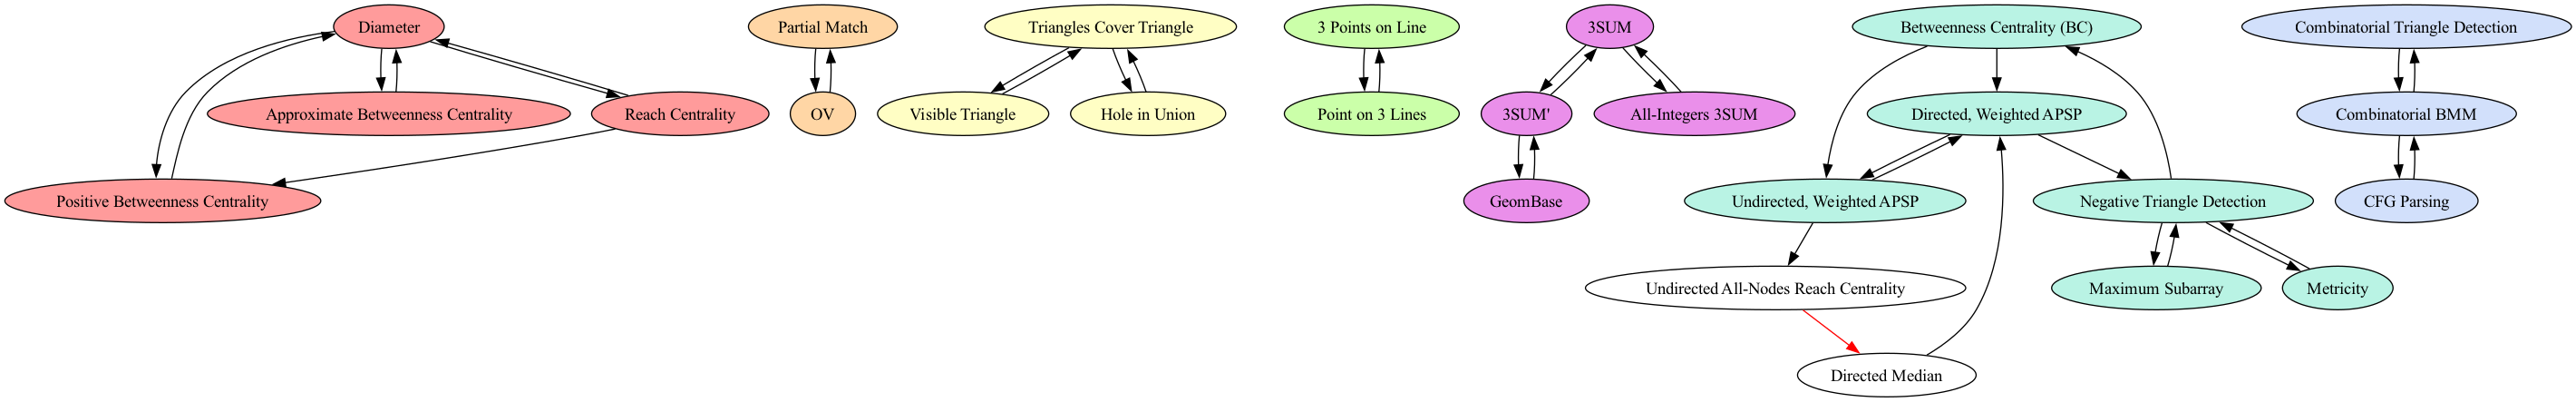 Diameter
Partial Match
Triangles Cover Triangle
3 Points on Line
3SUM
Betweenness Centrality (BC)
Combinatorial Triangle Detection
Approximate Betweenness Centrality
Reach Centrality
OV
Visible Triangle
Hole in Union
Point on 3 Lines
3SUM'
All-Integers 3SUM
Directed, Weighted APSP
Combinatorial BMM
Positive Betweenness Centrality
GeomBase
Undirected, Weighted APSP
Negative Triangle Detection
CFG Parsing
Undirected All-Nodes Reach Centrality
Maximum Subarray
Metricity
Directed Median